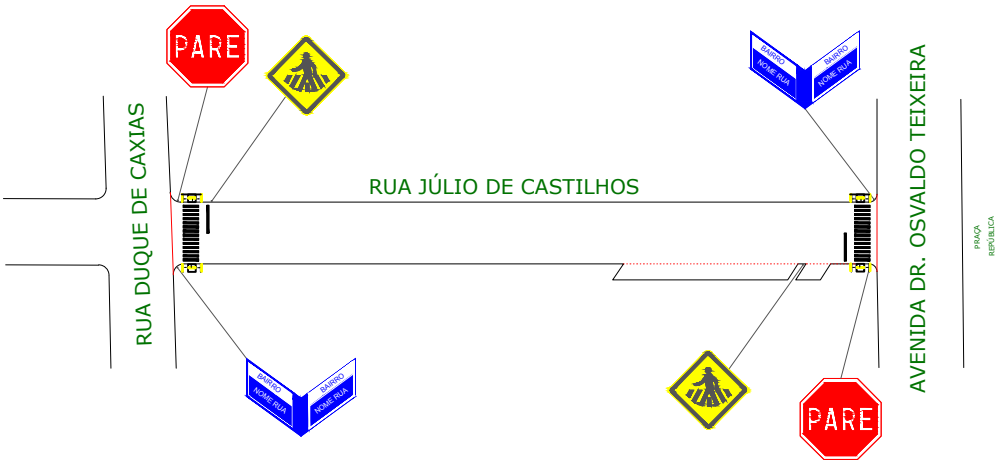 PARE
BAIRRO
NOME RUA
BAIRRO
NOME RUA
RUA DUQUE DE CAXIAS
RUA JÚLIO DE CASTILHOS
AVENIDA DR. OSVALDO TEIXEIRA
PRAÇA
REPÚBLICA
BAIRRO
NOME RUA
BAIRRO
NOME RUA
PARE